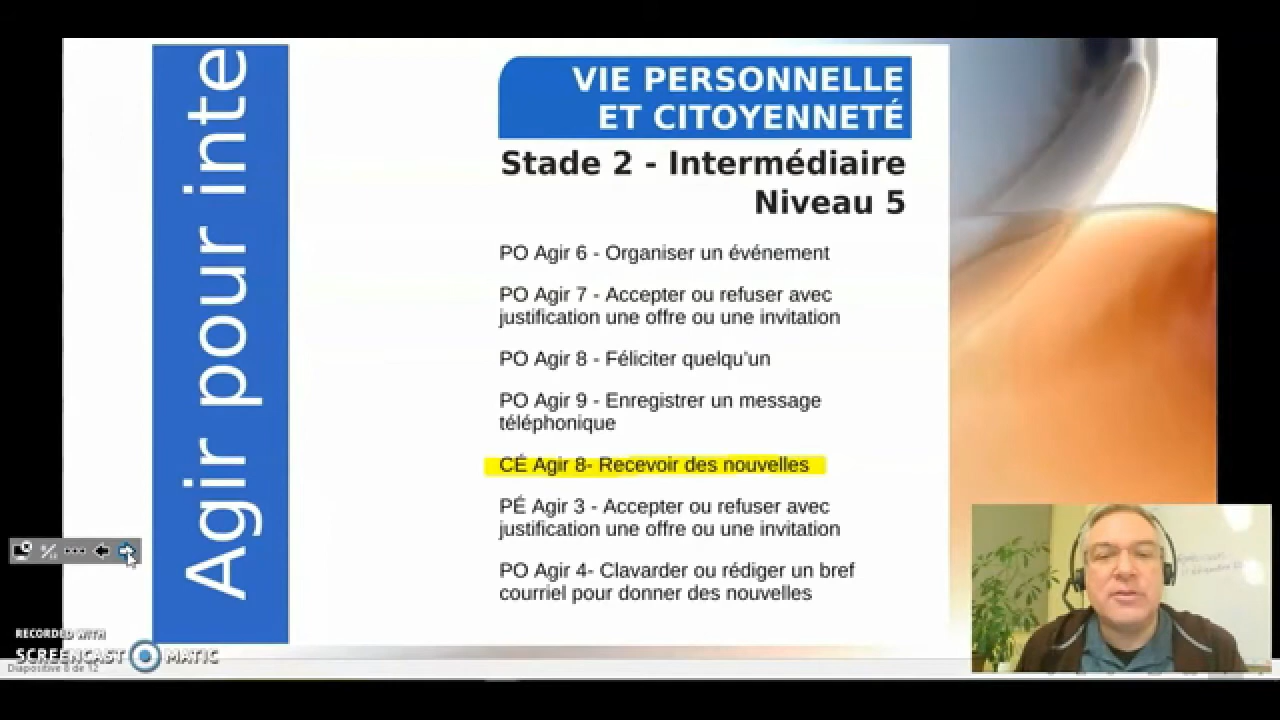 Agir pour inte
VIE PERSONNELLE
ET CITOYENNETÉ
Stade 2 - Intermédiaire
Niveau 5
PO Agir 6 - Organiser un événement
PO Agir 7 - Accepter ou refuser avec
justification une offre ou une invitation
PO Agir 8 - Féliciter quelqu'un
PO Agir 9 - Enregistrer un message
téléphonique
CÉ Agir 8- Recevoir des nouvelles
PÉ Agir 3 - Accepter ou refuser avec
justification une offre ou une invitation
PO Agir 4- Clavarder ou rédiger un bref
courriel pour donner des nouvelles
RECORDED WITH
SCREENCAST MATIC
Diapositive 8 de 12